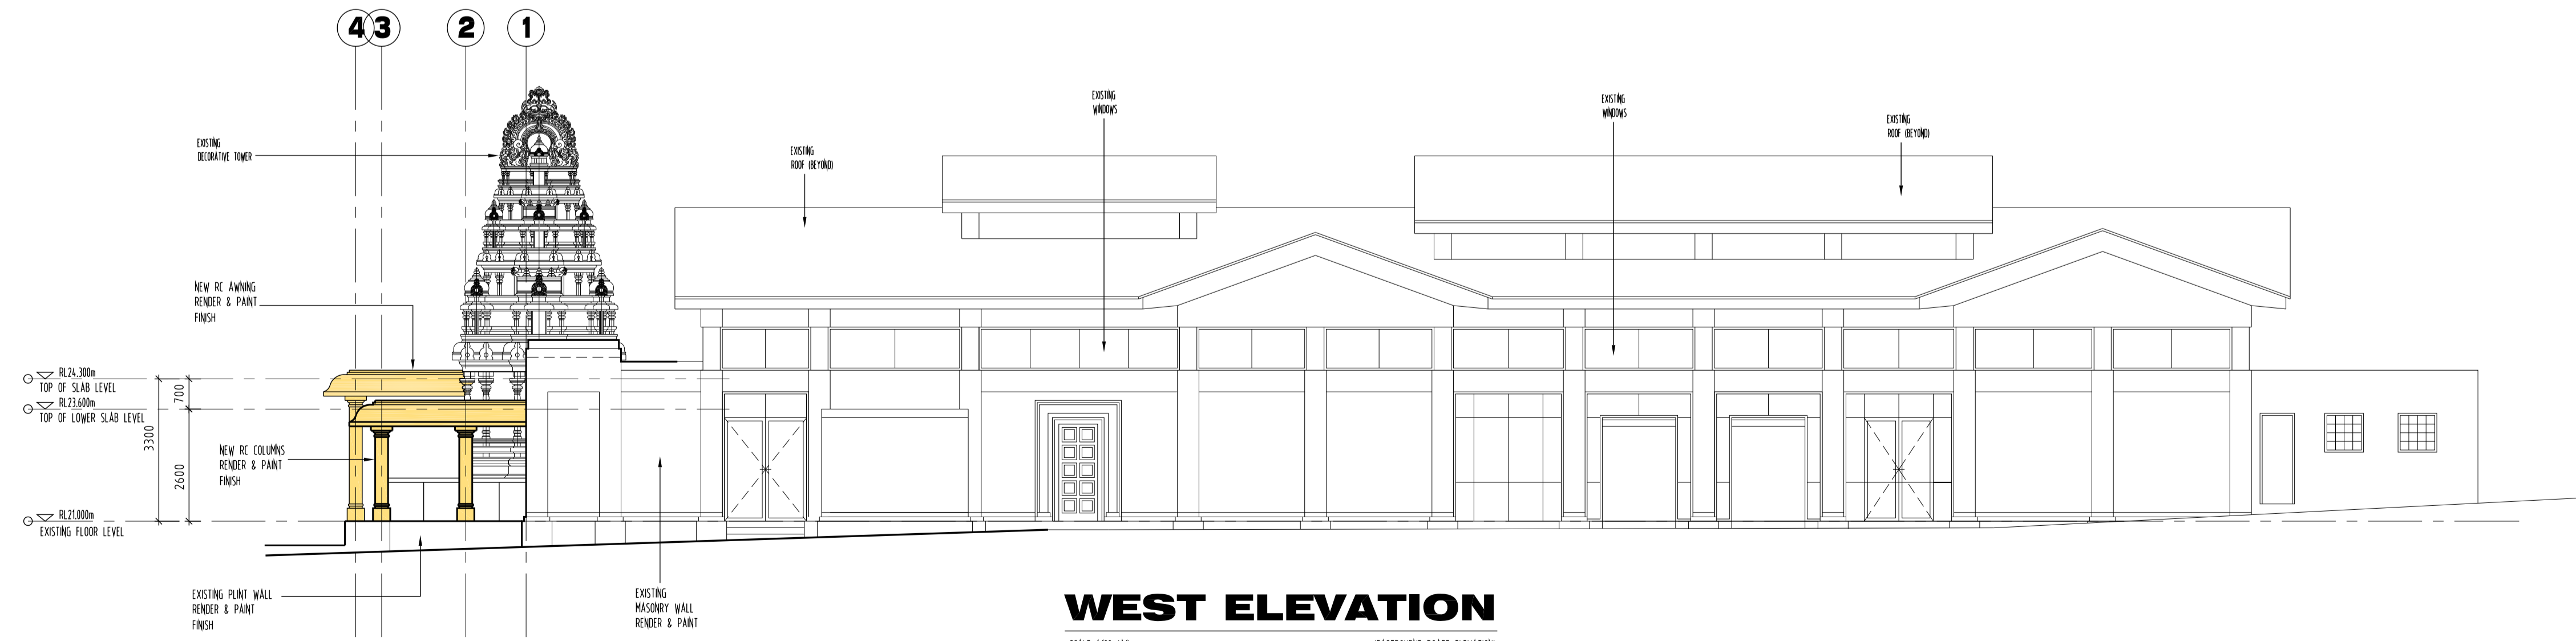 4 3 2 1
EXISTING
DECORATIVE TOWER
EXISTING
ROOF (BEYOND)
EXISTING
WINDOWS
EXISTING
WINDOWS
EXISTING
ROOF (BEYOND)
NEW RC AWNING
RENDER & PAINT
FINISH
RL24.300m
TOP OF SLAB LEVEL
RL23.600m
TOP OF LOWER SLAB LEVEL
700
3300
2600
NEW RC COLUMNS
RENDER & PAINT
FINISH
RL21.000m
EXISTING FLOOR LEVEL
EXISTING PLINT WALL
RENDER & PAINT
FINISH
EXISTING
MASONRY WALL
RENDER & PAINT
WEST ELEVATION